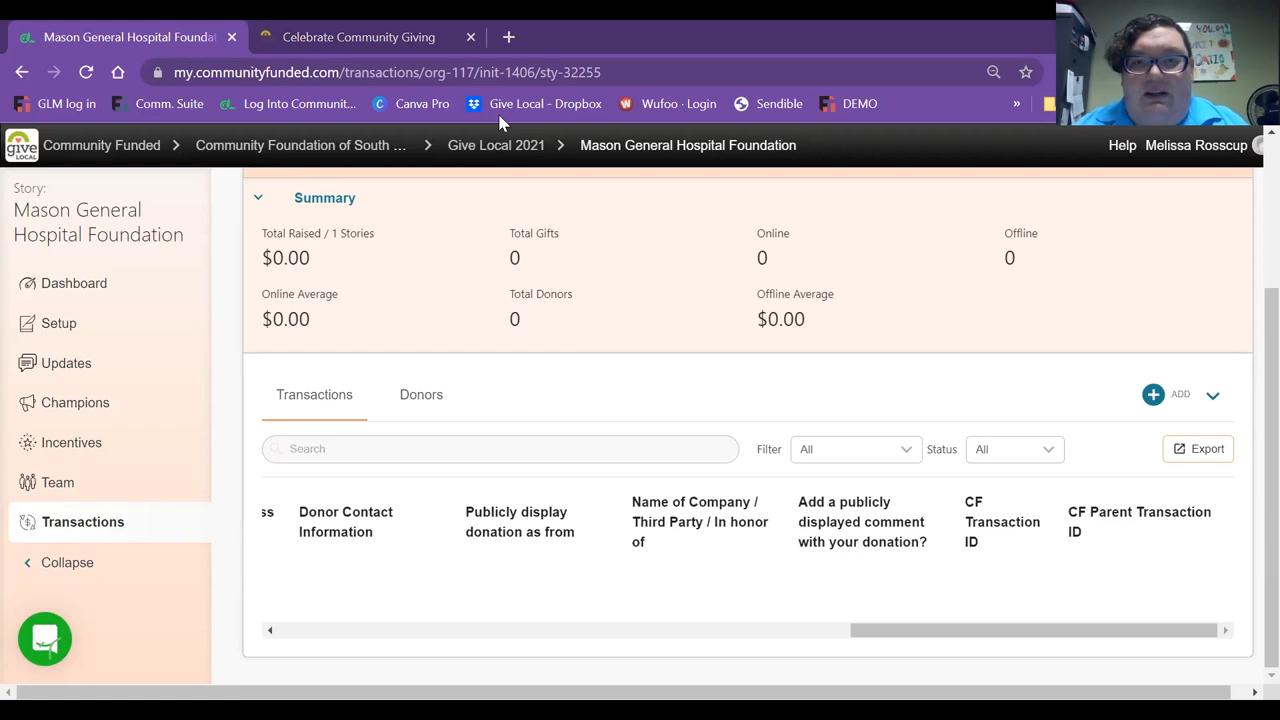 Mason General Hospital Founda
Celebrate Community Giving
my.communityfunded.com/transactions/org-117/init-1406/sty-32255
GLM log in
Comm. Suite
Log Into Communit...
Canva Pro
Give Local - Dropbox
Wufoo · Login
Sendible
DEMO
»
give LOCAL
Community Funded
Community Foundation of South ...
Give Local 2021
Mason General Hospital Foundation
Help
Melissa Rosscup
Story:
Mason General
Hospital Foundation
Dashboard
Setup
Updates
Champions
Incentives
Team
Transactions
Collapse
Summary
Total Raised / 1 Stories
Total Gifts
Online
Offline
$0.00
0
0
0
Online Average
Total Donors
Offline Average
$0.00
0
$0.00
Transactions
Donors
ADD
Search
Filter
All
Status
All
Export
ss
Donor Contact
Information
Publicly display
donation as from
Name of Company /
Third Party / In honor
of
Add a publicly
displayed comment
with your donation?
CF
Transaction
ID
CF Parent Transaction
ID